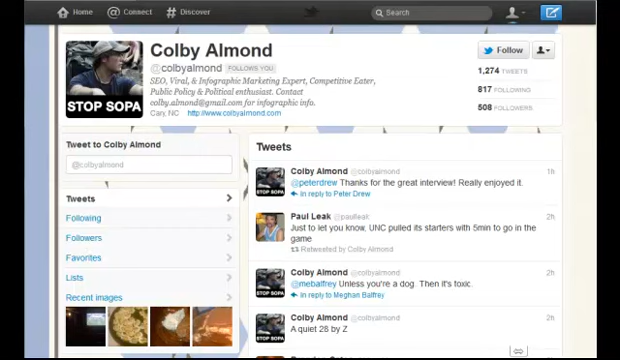 Home @ Connect # Discover Search
Colby Almond
@colbyalmond FOLLOWS YOU
SEO, Viral, & Infographic Marketing Expert, Competitive Eater,
Public Policy & Political enthusiast. Contact
colby.almond@gmail.com for infographic info.
Cary, NC http://www.colbyalmond.com
STOP SOPA
Follow
1,274 TWEETS
817 FOLLOWING
508 FOLLOWERS
Tweet to Colby Almond
@colbyalmond
Tweets
Following
Followers
Favorites
Lists
Recent images
Tweets
Colby Almond @colbyalmond 1h
@peterdrew Thanks for the great interview! Really enjoyed it.
In reply to Peter Drew
STOP SOPA
Paul Leak @paulleak 2h
Just to let you know, UNC pulled its starters with 5min to go in the
game
Retweeted by Colby Almond
Colby Almond @colbyalmond 2h
@mebalfrey Unless you're a dog. Then it's toxic.
In reply to Meghan Balfrey
STOP SOPA
Colby Almond @colbyalmond 2h
A quiet 28 by Z
STOP SOPA